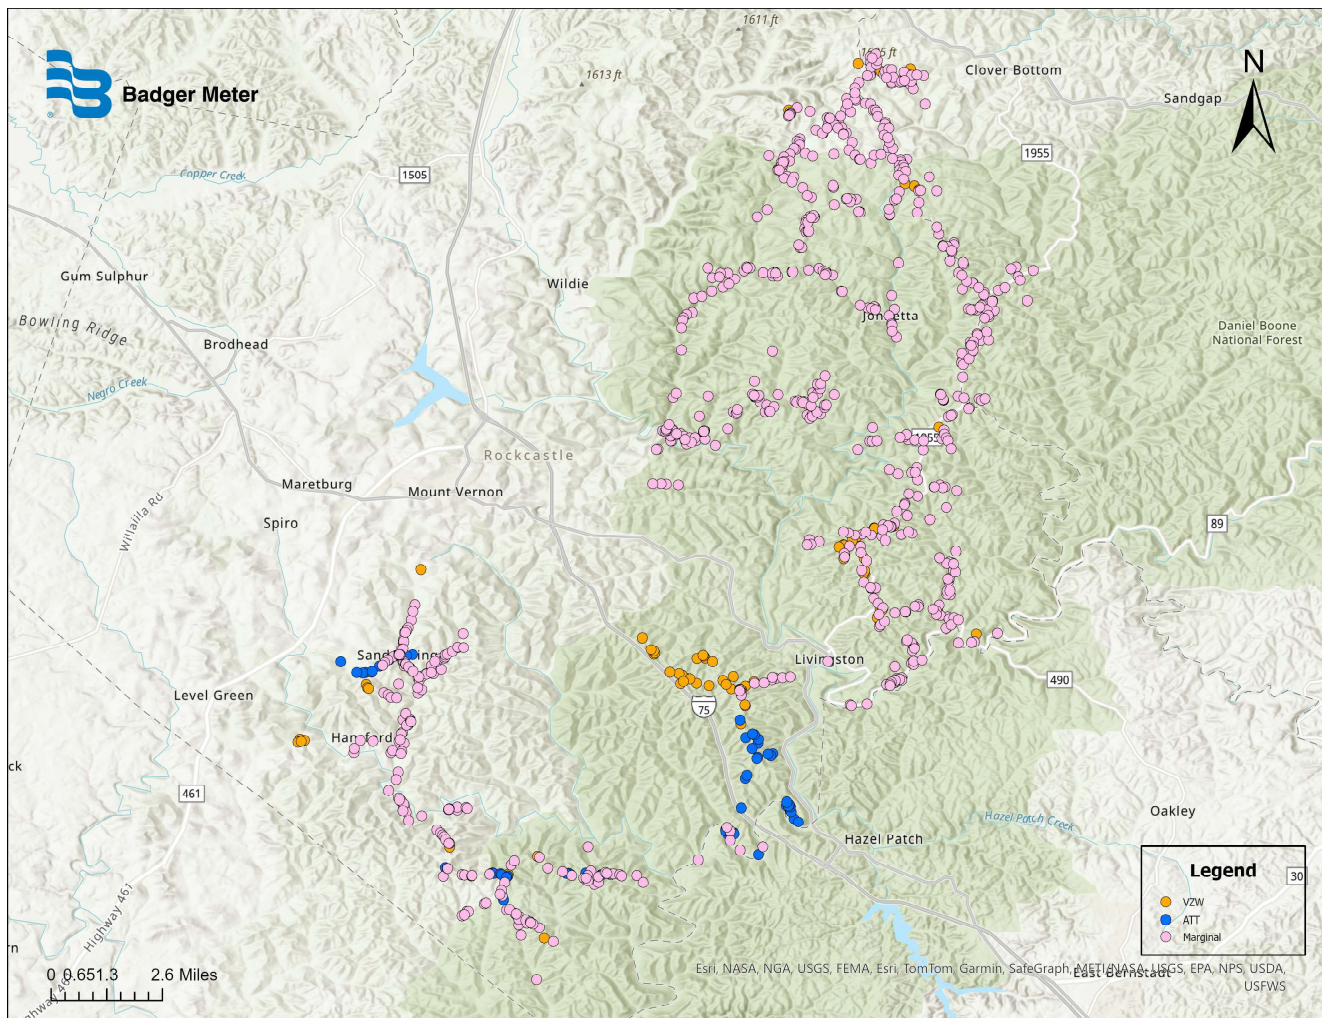 1611 ft
Clover Bottom
1613 ft
N
Badger Meter
®
Sandgap
1955
Copper Creek
1505
Gum Sulphur
Wildie
Bowling Ridge
Daniel Boone
National Forest
Brodhead
Negro Creek
Rockcastle
Maretburg
Mount Vernon
Willailla Rd
Spiro
89
Livingston
Level Green
490
75
461
Oakley
Hazel Patch Creek
Hazel Patch
Highway 461
Legend
VZW
ATT
Marginal
30
0 0.651.3 2.6 Miles
Esri, NASA, NGA, USGS, FEMA, Esri, TomTom, Garmin, SafeGraph, METI/NASA, USGS, EPA, NPS, USDA,
USFWS
East Bernstadt